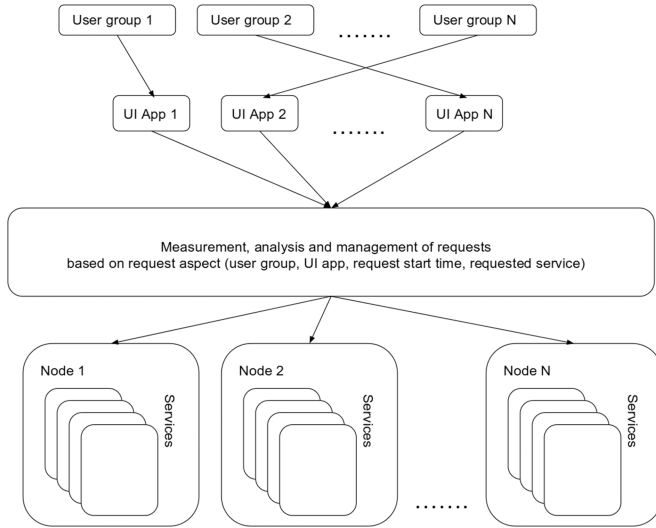 User group 1
User group 2
.......
User group N
UI App 1
UI App 2
.......
UI App N
Measurement, analysis and management of requests
based on request aspect (user group, UI app, request start time, requested service)
Node 1
Services
Node 2
Services
.......
Node N
Services